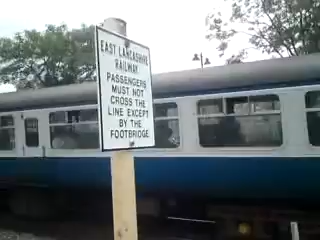 EAST LANCASHIRE
RAILWAY
PASSENGERS
MUST NOT
CROSS THE
LINE EXCEPT
BY THE
FOOTBRIDGE